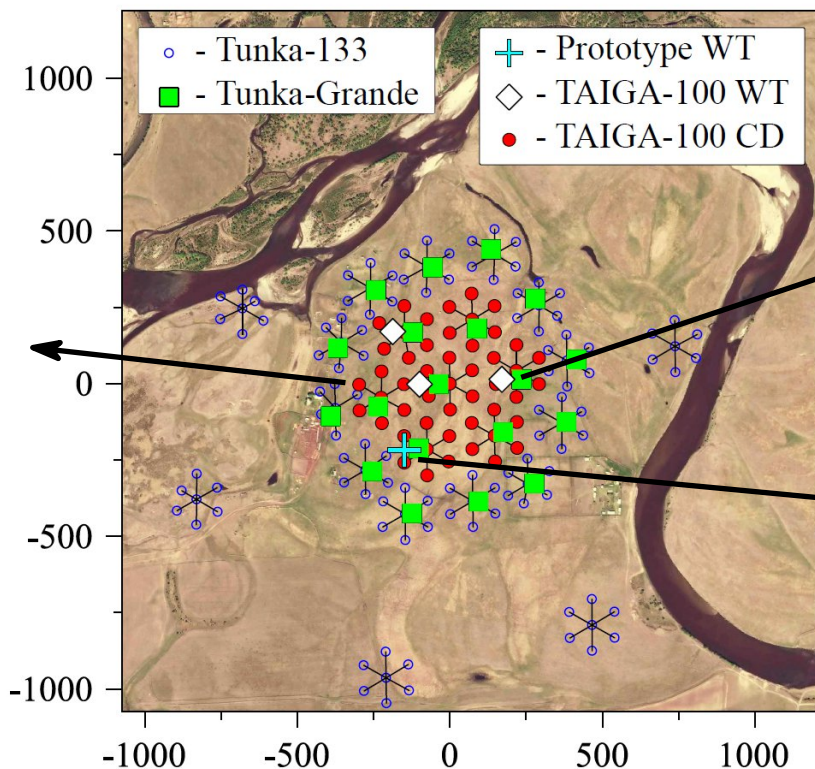 - Tunka-133
- Tunka-Grande
- Prototype WT
- TAIGA-100 WT
- TAIGA-100 CD
1000
500
0
-500
-1000
-1000 -500 0 500 1000